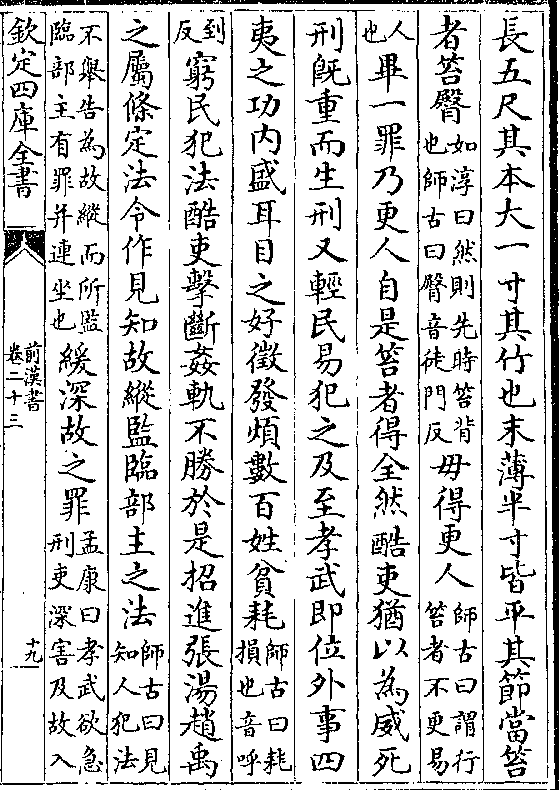 長五尺其本大一寸其竹也末薄半寸皆平其節當笞
者笞臀如淳曰然則先時笞背也師古曰臀音徒門反毋得更人師古曰謂行笞者不更易
人也畢一罪乃更人自是笞者得全然酷吏猶以為威死
刑旣重而生刑又輕民易犯之及至孝武即位外事四
夷之功内盛耳目之好徵發煩數百姓貧耗師古曰耗損也音呼
到反窮民犯法酷吏擊斷姦軌不勝於是招進張湯趙禹
之屬條定法令作見知故縱監臨部主之法師古曰見知人犯法
不舉告為故縱而所監臨部主有罪并連坐也緩深故之罪孟康曰孝武欲急刑吏深害及故入
欽定四庫全書
前漢書
卷二十三
十九